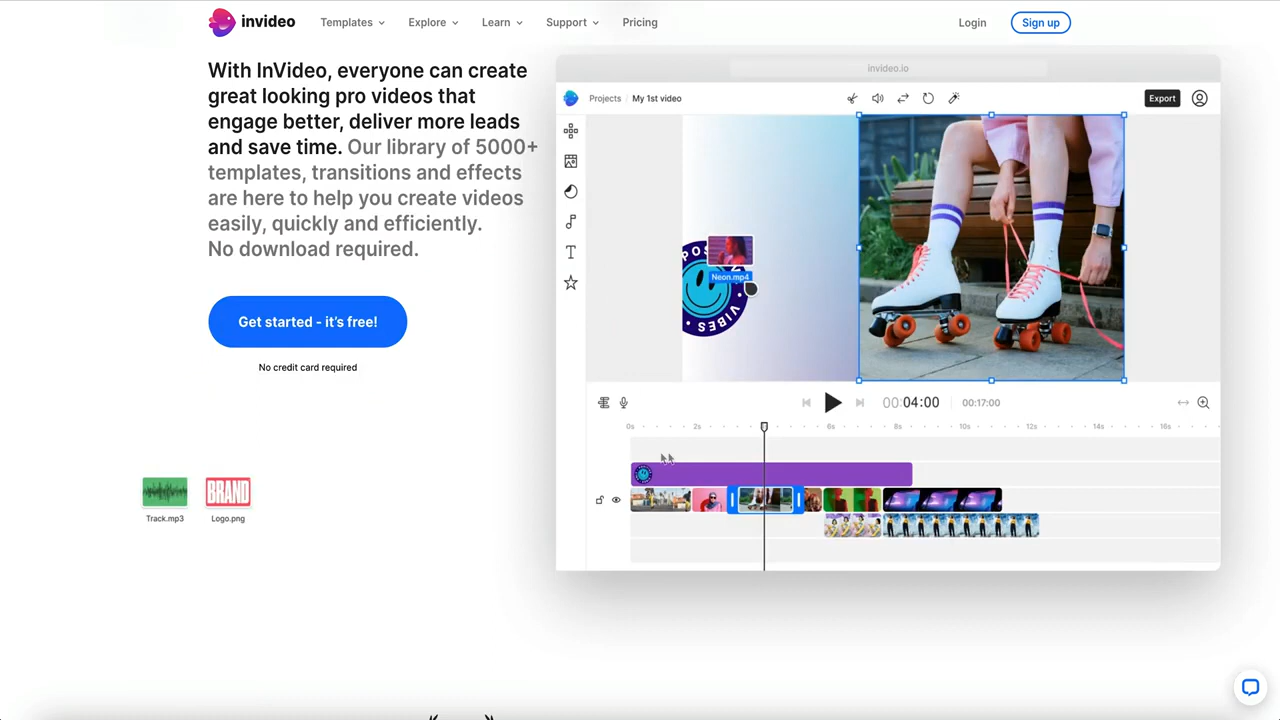 invideo
Templates
Explore
Learn
Support
Pricing
Login
Sign up
With InVideo, everyone can create
great looking pro videos that
engage better, deliver more leads
and save time. Our library of 5000+
templates, transitions and effects
are here to help you create videos
easily, quickly and efficiently.
No download required.
Get started - it's free!
No credit card required
Track.mp3
BRAND
Logo.png
invideo.io
Projects / My 1st video
Export
Neon.mp4
VIBES
00:04:00
00:17:00
0s 2s 6s 8s 10s 12s 14s 16s